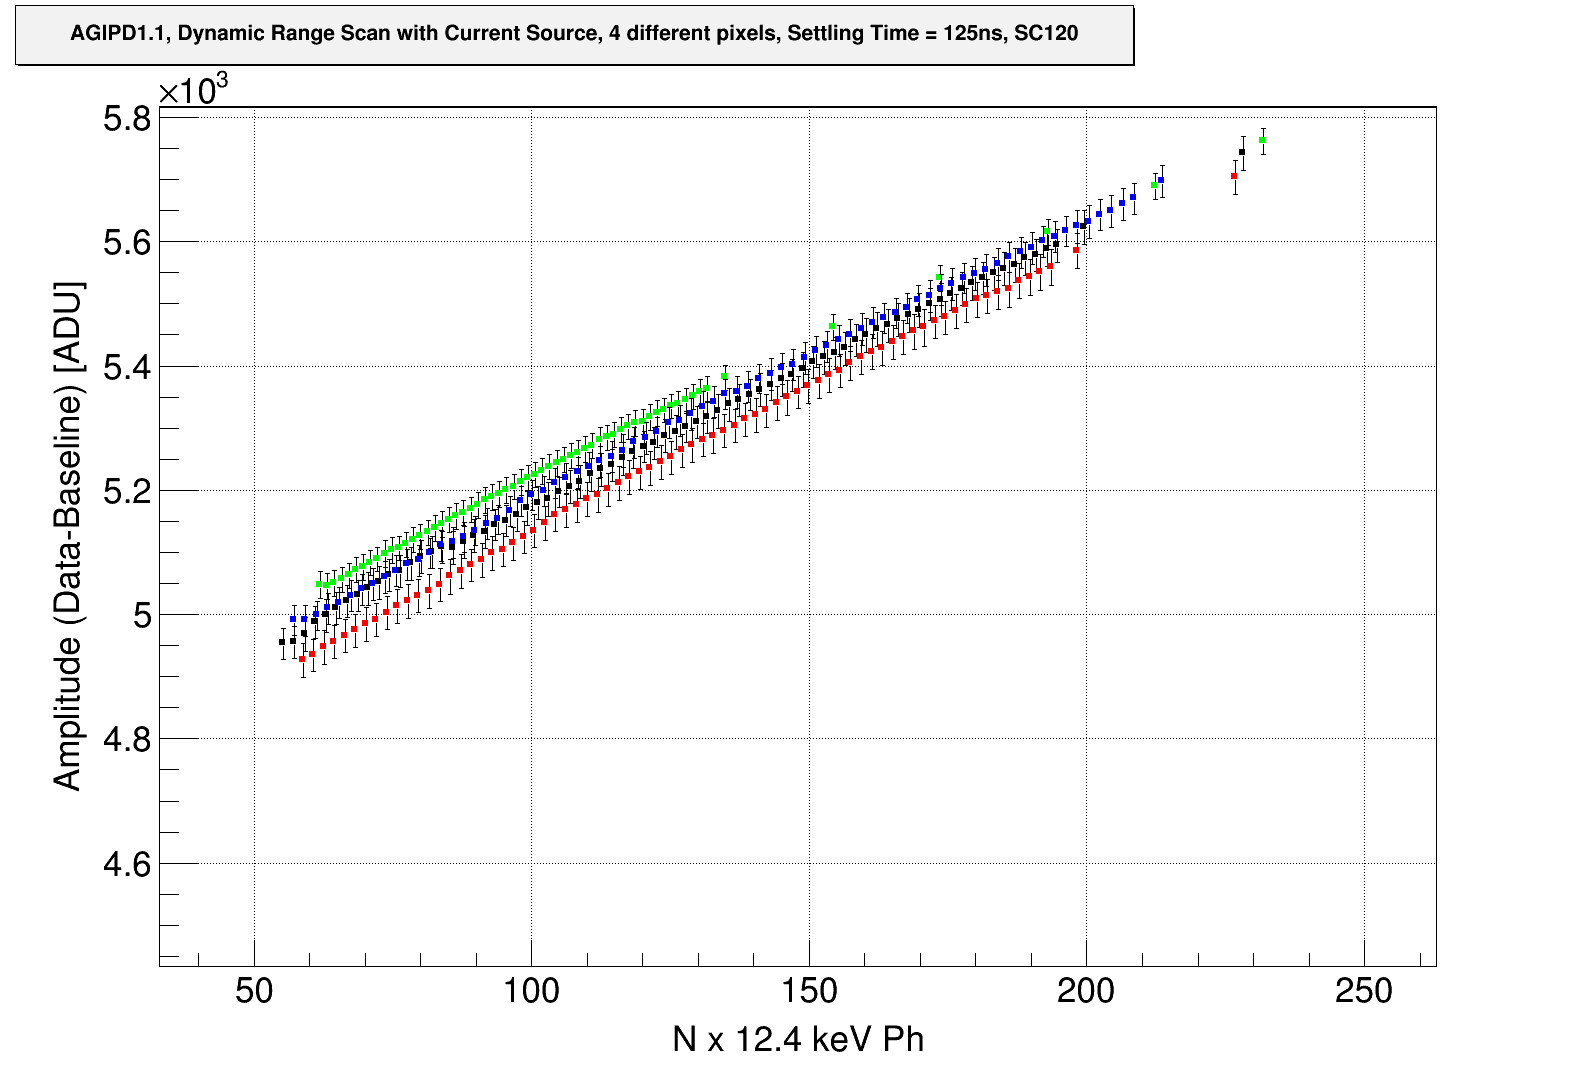 AGIPD1.1, Dynamic Range Scan with Current Source, 4 different pixels, Settling Time = 125ns, SC120
×10³
5.8
5.6
5.4
5.2
5
4.8
4.6
Amplitude (Data-Baseline) [ADU]
50 100 150 200 250
N x 12.4 keV Ph